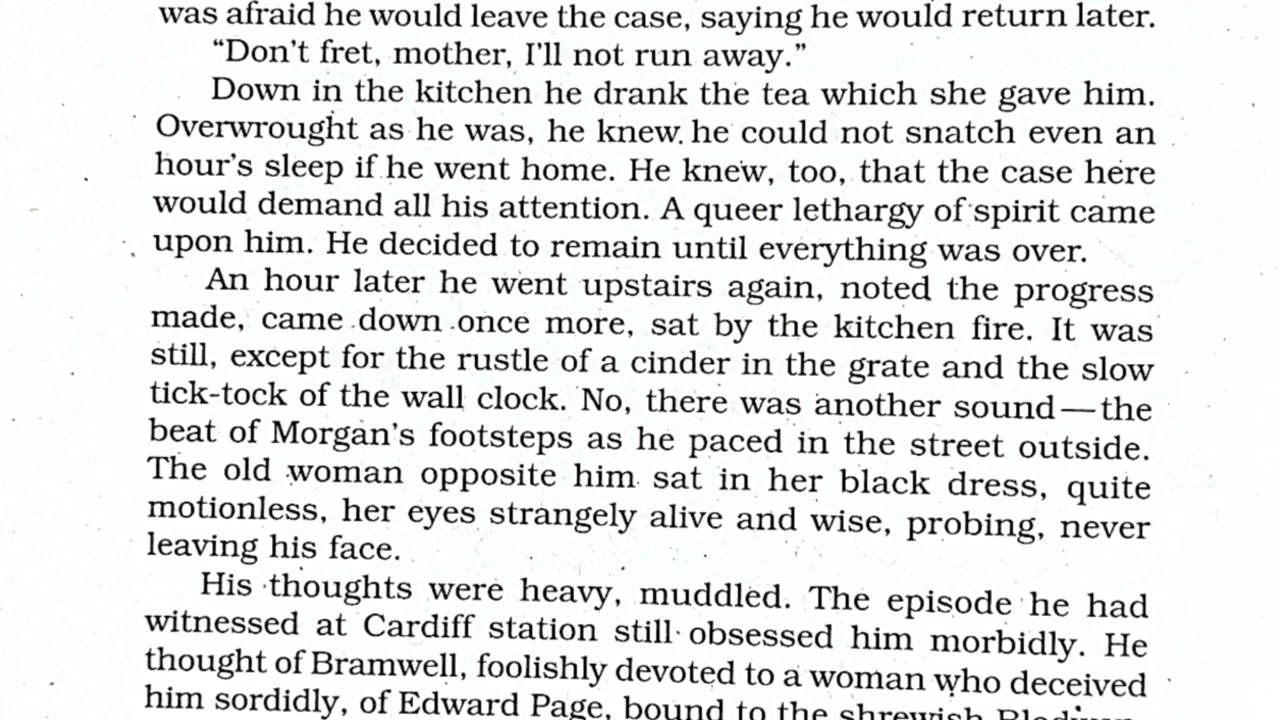 was afraid he would leave the case, saying he would return later.
“Don’t fret, mother, I’ll not run away.”
Down in the kitchen he drank the tea which she gave him.
Overwrought as he was, he knew he could not snatch even an
hour’s sleep if he went home. He knew, too, that the case here
would demand all his attention. A queer lethargy of spirit came
upon him. He decided to remain until everything was over.
An hour later he went upstairs again, noted the progress
made, came down once more, sat by the kitchen fire. It was
still, except for the rustle of a cinder in the grate and the slow
tick-tock of the wall clock. No, there was another sound—the
beat of Morgan’s footsteps as he paced in the street outside.
The old woman opposite him sat in her black dress, quite
motionless, her eyes strangely alive and wise, probing, never
leaving his face.
His thoughts were heavy, muddled. The episode he had
witnessed at Cardiff station still obsessed him morbidly. He
thought of Bramwell, foolishly devoted to a woman who deceived
him sordidly, of Edward Page, bound to the shrewish